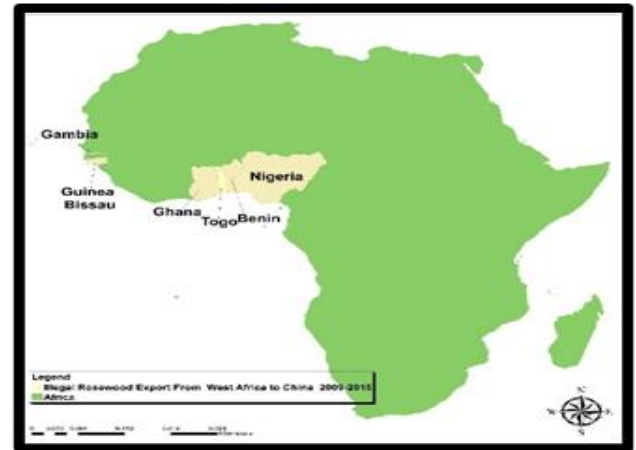 Gambia
Guinea
Bissau
Ghana
Togo
Benin
Nigeria
Legend
Illegal Rosewood Export From West Africa to China 2009-2015
Africa
N
W
E
S